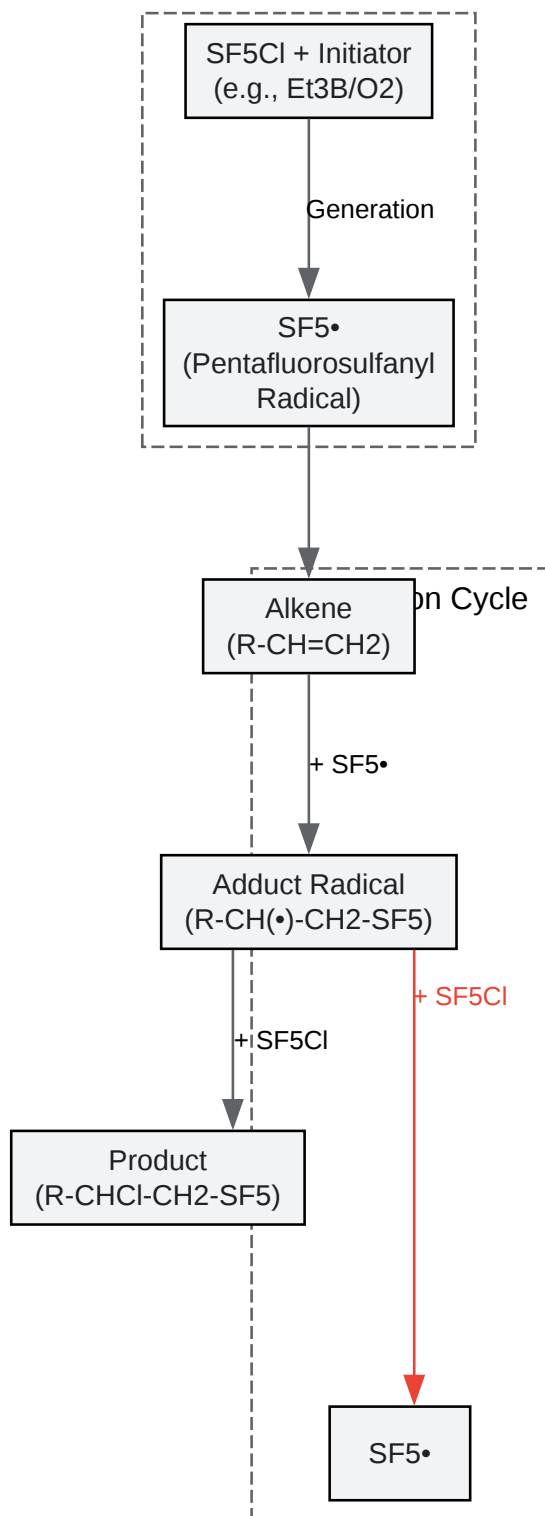 SF5Cl + Initiator
(e.g., Et3B/O2)
Generation
SF5•
(Pentafluorosulfanyl
Radical)
Alkene
(R-CH=CH2)
on Cycle
+ SF5•
Adduct Radical
(R-CH(•)-CH2-SF5)
+ SF5Cl
+ SF5Cl
Product
(R-CHCl-CH2-SF5)
SF5•